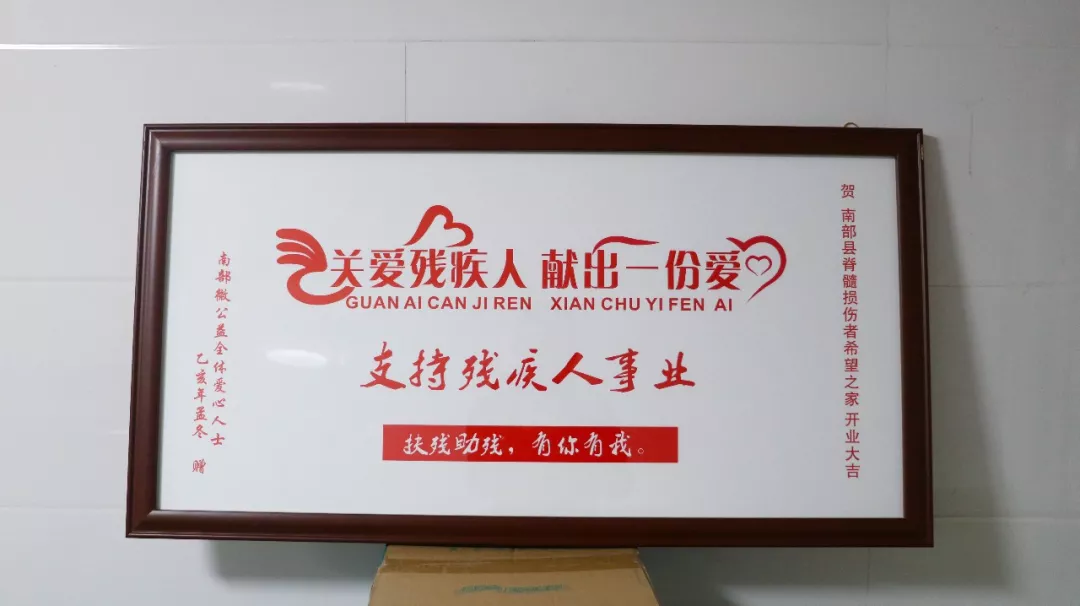 贺 南部县脊髓损伤者希望之家 开业大吉
关爱残疾人 献出一份爱
GUAN AI CAN JI REN XIAN CHU YI FEN AI
支持残疾人事业
扶残助残，有你有我。
南部微公益全体爱心人士
乙亥年孟冬 赠